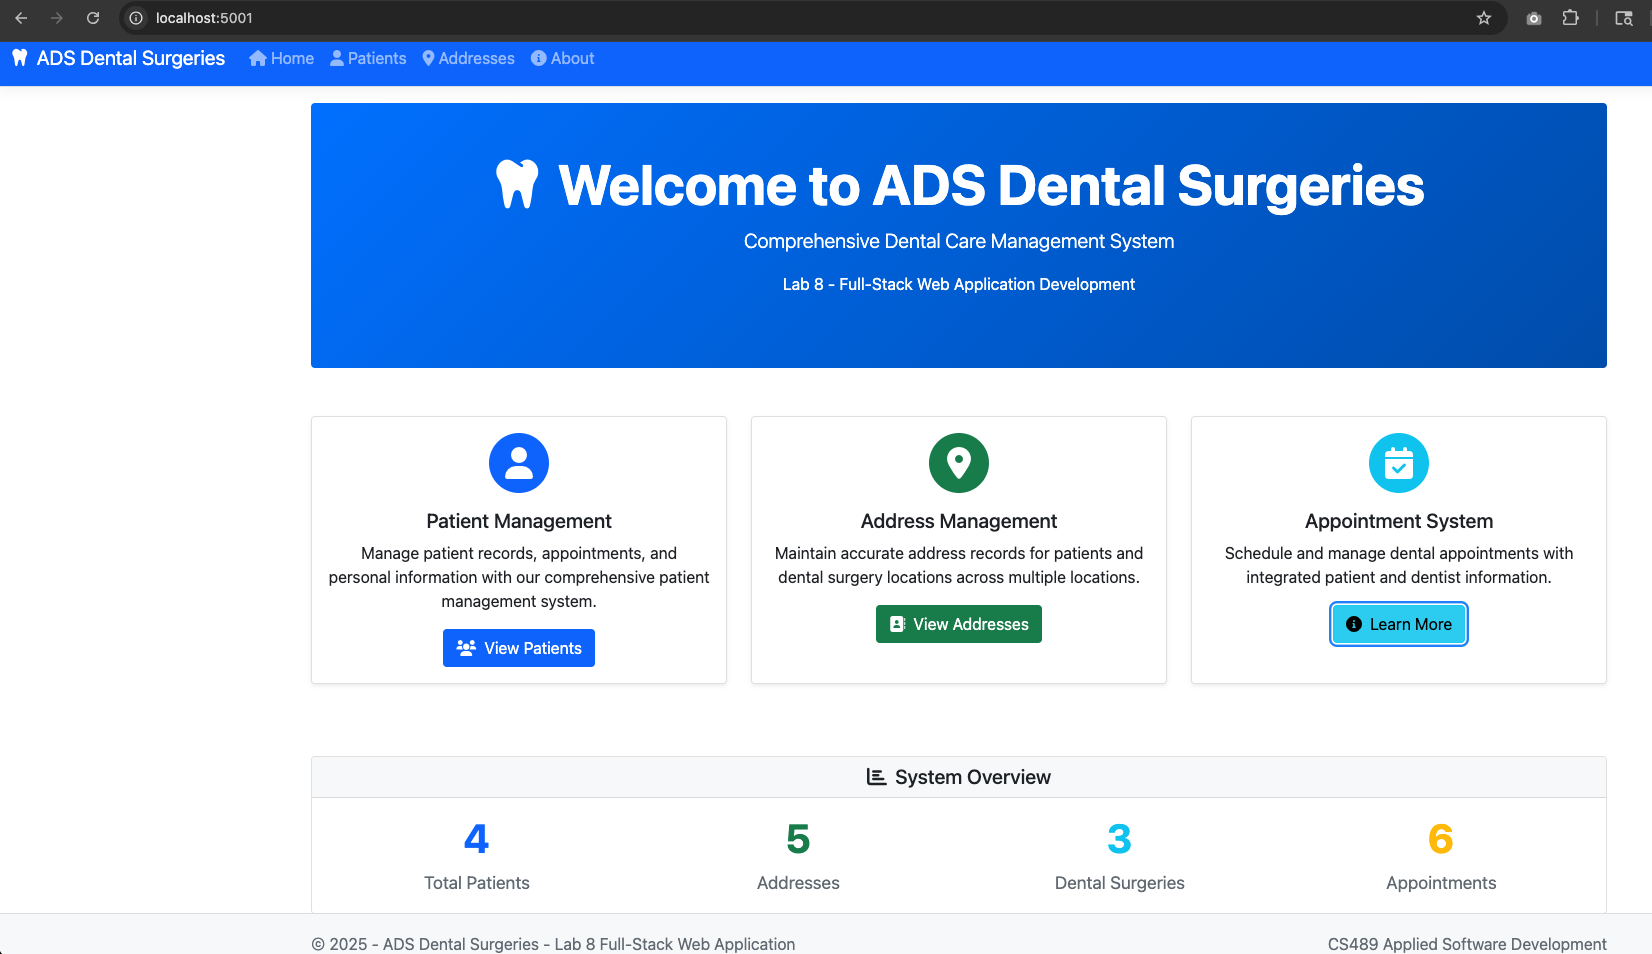 localhost:5001
ADS Dental Surgeries Home Patients Addresses About
Welcome to ADS Dental Surgeries
Comprehensive Dental Care Management System
Lab 8 - Full-Stack Web Application Development
Patient Management
Manage patient records, appointments, and
personal information with our comprehensive patient
management system.
View Patients
Address Management
Maintain accurate address records for patients and
dental surgery locations across multiple locations.
View Addresses
Appointment System
Schedule and manage dental appointments with
integrated patient and dentist information.
Learn More
System Overview
4
Total Patients
5
Addresses
3
Dental Surgeries
6
Appointments
© 2025 - ADS Dental Surgeries - Lab 8 Full-Stack Web Application
CS489 Applied Software Development